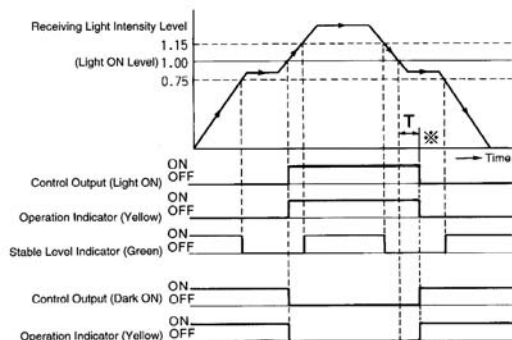 Receiving Light Intensity Level
1.15
(Light ON Level) 1.00
0.75
T
※
Time
Control Output (Light ON) ON OFF
Operation Indicator (Yellow) ON OFF
Stable Level Indicator (Green) ON OFF
Control Output (Dark ON) ON OFF
Operation Indicator (Yellow) ON OFF